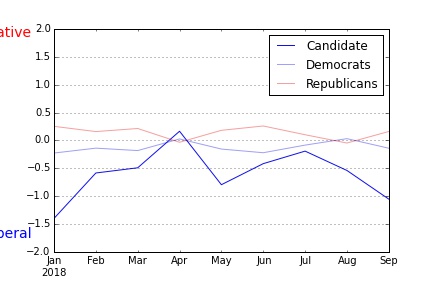 ative
2.0
Candidate
Democrats
Republicans
1.5
1.0
0.5
0.0
−0.5
−1.0
−1.5
beral
−2.0
Jan Feb Mar Apr May Jun Jul Aug Sep
2018